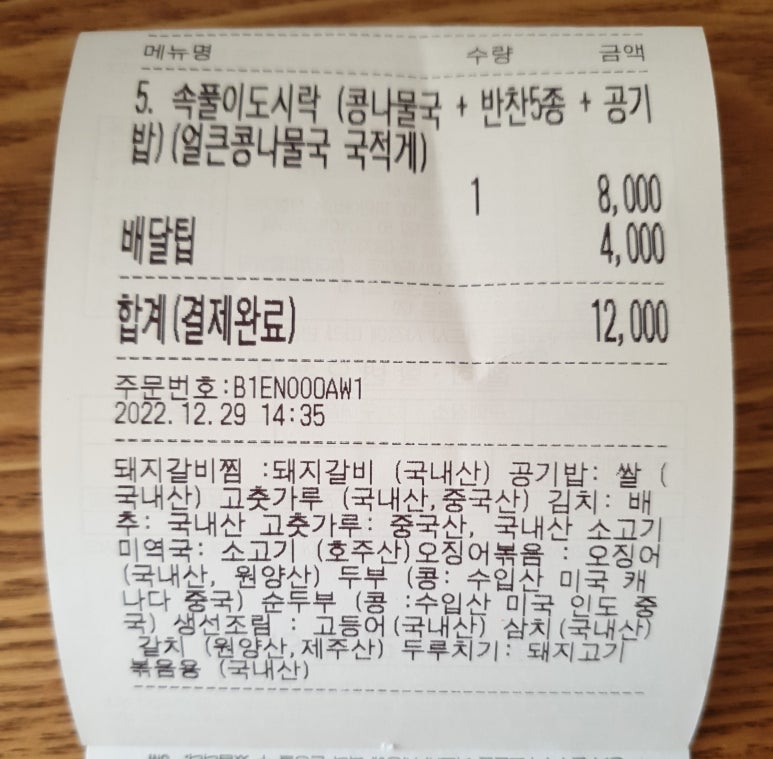 메뉴명 수량 금액
5. 속풀이도시락 (콩나물국 + 반찬5종 + 공기
밥)(얼큰콩나물국 국적게)
1 8,000
배달팁 4,000
합계(결제완료) 12,000
주문번호:B1EN000AW1
2022.12.29 14:35
돼지갈비찜 :돼지갈비 (국내산) 공기밥: 쌀 (
국내산) 고춧가루 (국내산,중국산) 김치: 배
추: 국내산 고춧가루: 중국산, 국내산 소고기
미역국: 소고기 (호주산)오징어볶음 : 오징어
(국내산, 원양산) 두부 (콩: 수입산 미국 캐
나다 중국) 순두부 (콩 :수입산 미국 인도 중
국) 생선조림 : 고등어(국내산) 삼치(국내산)
갈치 (원양산,제주산) 두루치기: 돼지고기
볶음용 (국내산)